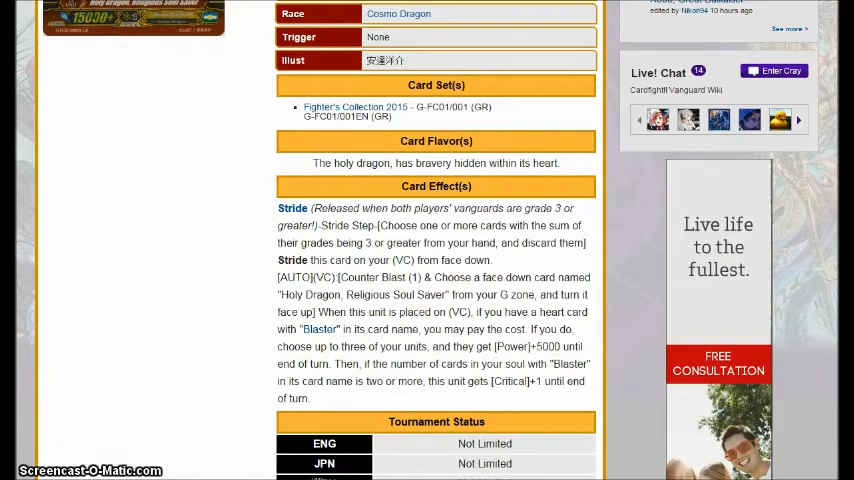 Holy Dragon, Religious Soul Saver
15000+
Race
Cosmo Dragon
Trigger
None
Illust
安達洋介
Card Set(s)
Fighter's Collection 2015 - G-FC01/001 (GR)
G-FC01/001EN (GR)
Card Flavor(s)
The holy dragon, has bravery hidden within its heart.
Card Effect(s)
Stride (Released when both players' vanguards are grade 3 or
greater!)-Stride Step-[Choose one or more cards with the sum of
their grades being 3 or greater from your hand, and discard them]
Stride this card on your (VC) from face down.
[AUTO](VC):[Counter Blast (1) & Choose a face down card named
"Holy Dragon, Religious Soul Saver" from your G zone, and turn it
face up] When this unit is placed on (VC), if you have a heart card
with "Blaster" in its card name, you may pay the cost. If you do,
choose up to three of your units, and they get [Power]+5000 until
end of turn. Then, if the number of cards in your soul with "Blaster"
in its card name is two or more, this unit gets [Critical]+1 until end
of turn.
Tournament Status
ENG
Not Limited
JPN
Not Limited
edited by Nikon94 10 hours ago
See more >
Live! Chat 14
Enter Cray
Cardfight!! Vanguard Wiki
Live life
to the
fullest.
FREE
CONSULTATION
Screencast-O-Matic.com